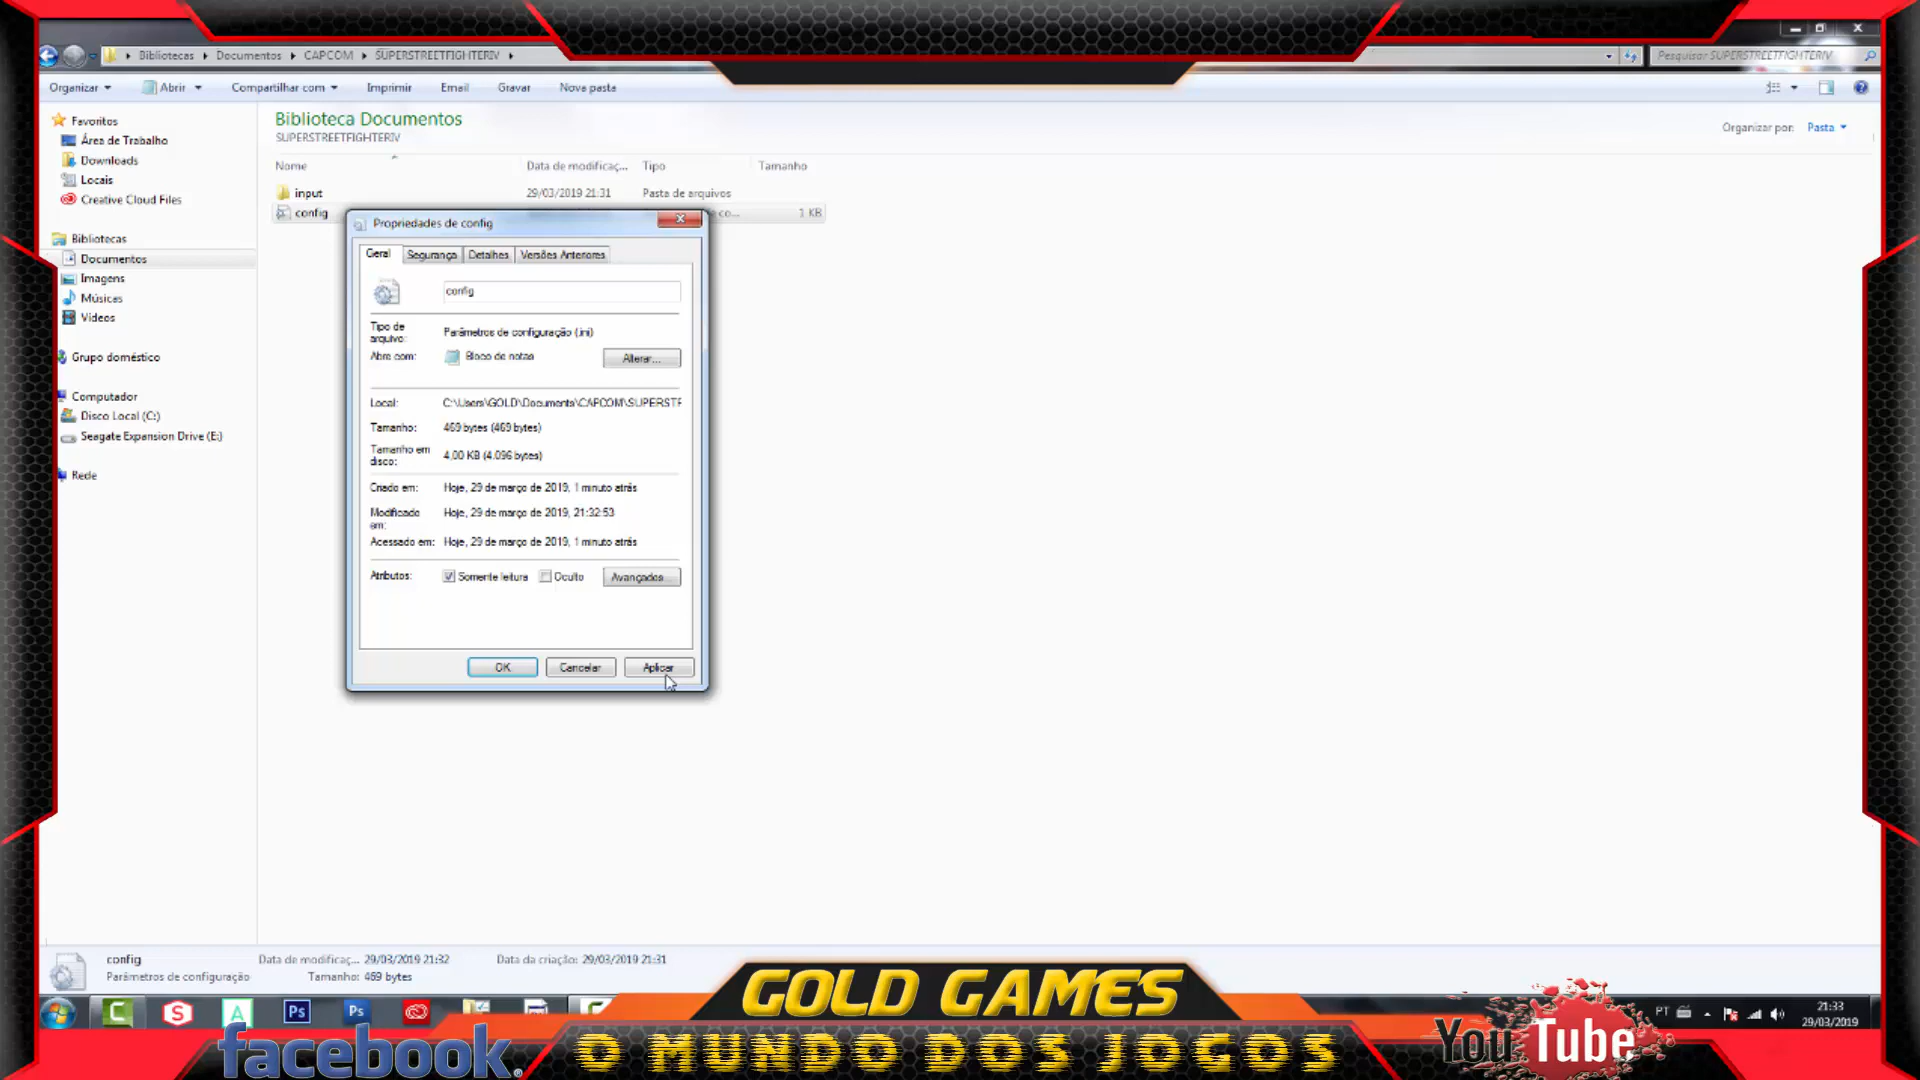 Bibliotecas ▸ Documentos ▸ CAPCOM ▸ SUPERSTREETFIGHTERIV ▸
Pesquisar SUPERSTREETFIGHTERIV
Organizar Abrir Compartilhar com Imprimir Email Gravar Nova pasta
Favoritos
Área de Trabalho
Downloads
Locais
Creative Cloud Files
Bibliotecas
Documentos
Imagens
Músicas
Vídeos
Grupo doméstico
Computador
Disco Local (C:)
Seagate Expansion Drive (E:)
Rede
Biblioteca Documentos
SUPERSTREETFIGHTERIV
Organizar por: Pasta
Nome Data de modificaç... Tipo Tamanho
input 29/03/2019 21:31 Pasta de arquivos
config co... 1 KB
Propriedades de config
Geral Segurança Detalhes Versões Anteriores
config
Tipo de arquivo: Parâmetros de configuração (.ini)
Abre com: Bloco de notas Alterar...
Local: C:\Users\GOLD\Documents\CAPCOM\SUPERSTF
Tamanho: 469 bytes (469 bytes)
Tamanho em disco: 4,00 KB (4.096 bytes)
Criado em: Hoje, 29 de março de 2019, 1 minuto atrás
Modificado em: Hoje, 29 de março de 2019, 21:32:53
Acessado em: Hoje, 29 de março de 2019, 1 minuto atrás
Atributos: Somente leitura Oculto Avançados...
OK Cancelar Aplicar
config Data de modificaç... 29/03/2019 21:32 Data da criação: 29/03/2019 21:31
Parâmetros de configuração Tamanho: 469 bytes
GOLD GAMES
Ps Ps
PT 21:33
29/03/2019
facebook.
O MUNDO DOS JOGOS
YouTube